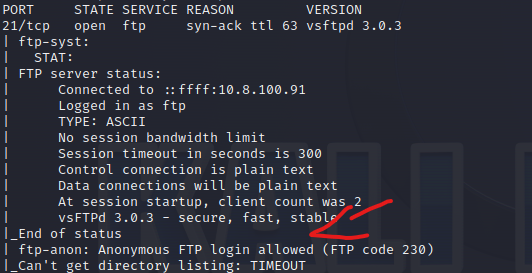 PORT STATE SERVICE REASON VERSION
21/tcp open ftp syn-ack ttl 63 vsftpd 3.0.3
| ftp-syst:
| STAT:
| FTP server status:
| Connected to ::ffff:10.8.100.91
| Logged in as ftp
| TYPE: ASCII
| No session bandwidth limit
| Session timeout in seconds is 300
| Control connection is plain text
| Data connections will be plain text
| At session startup, client count was 2
| vsFTPd 3.0.3 - secure, fast, stable
|_End of status
| ftp-anon: Anonymous FTP login allowed (FTP code 230)
|_Can't get directory listing: TIMEOUT